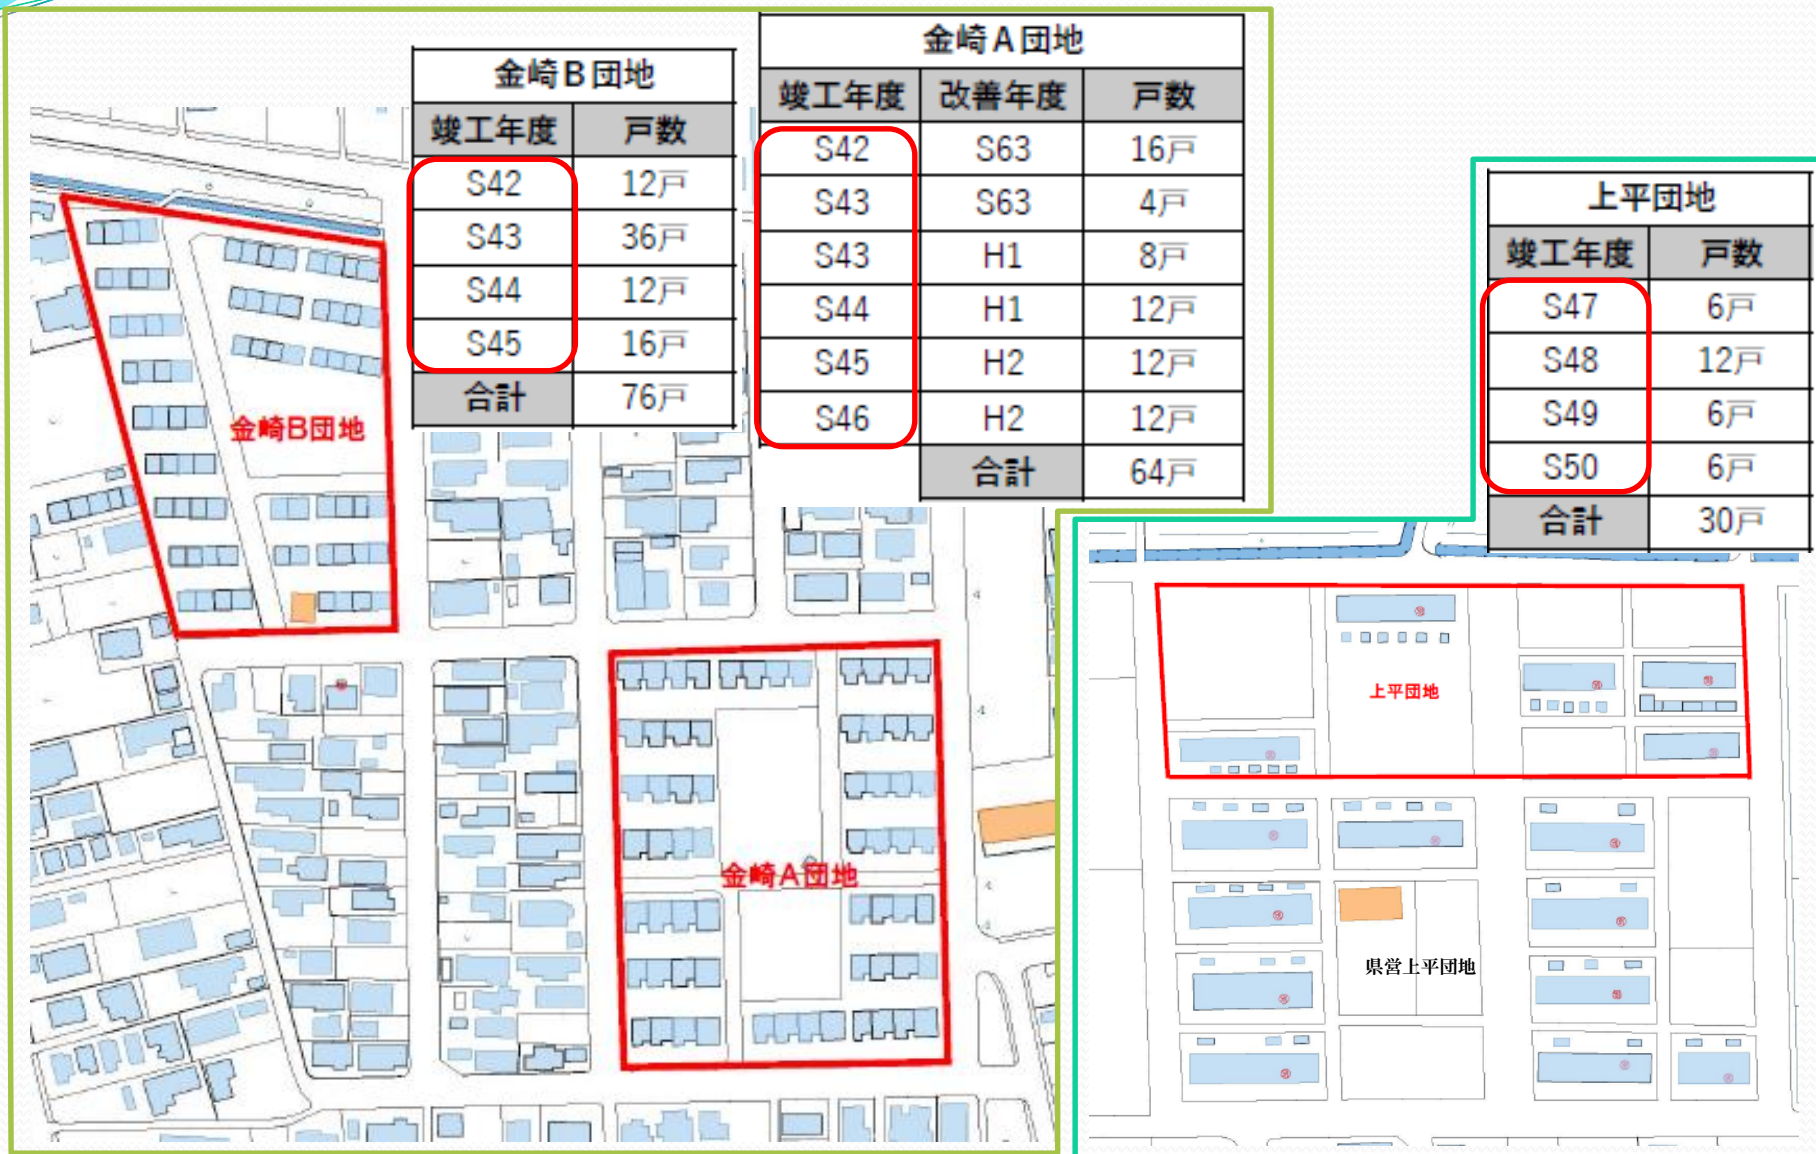 金崎B団地
竣工年度 戸数
S42 12戸
S43 36戸
S44 12戸
S45 16戸
合計 76戸
金崎A団地
竣工年度 改善年度 戸数
S42 S63 16戸
S43 S63 4戸
S43 H1 8戸
S44 H1 12戸
S45 H2 12戸
S46 H2 12戸
合計 64戸
上平団地
竣工年度 戸数
S47 6戸
S48 12戸
S49 6戸
S50 6戸
合計 30戸
金崎B団地
金崎A団地
上平団地
県営上平団地